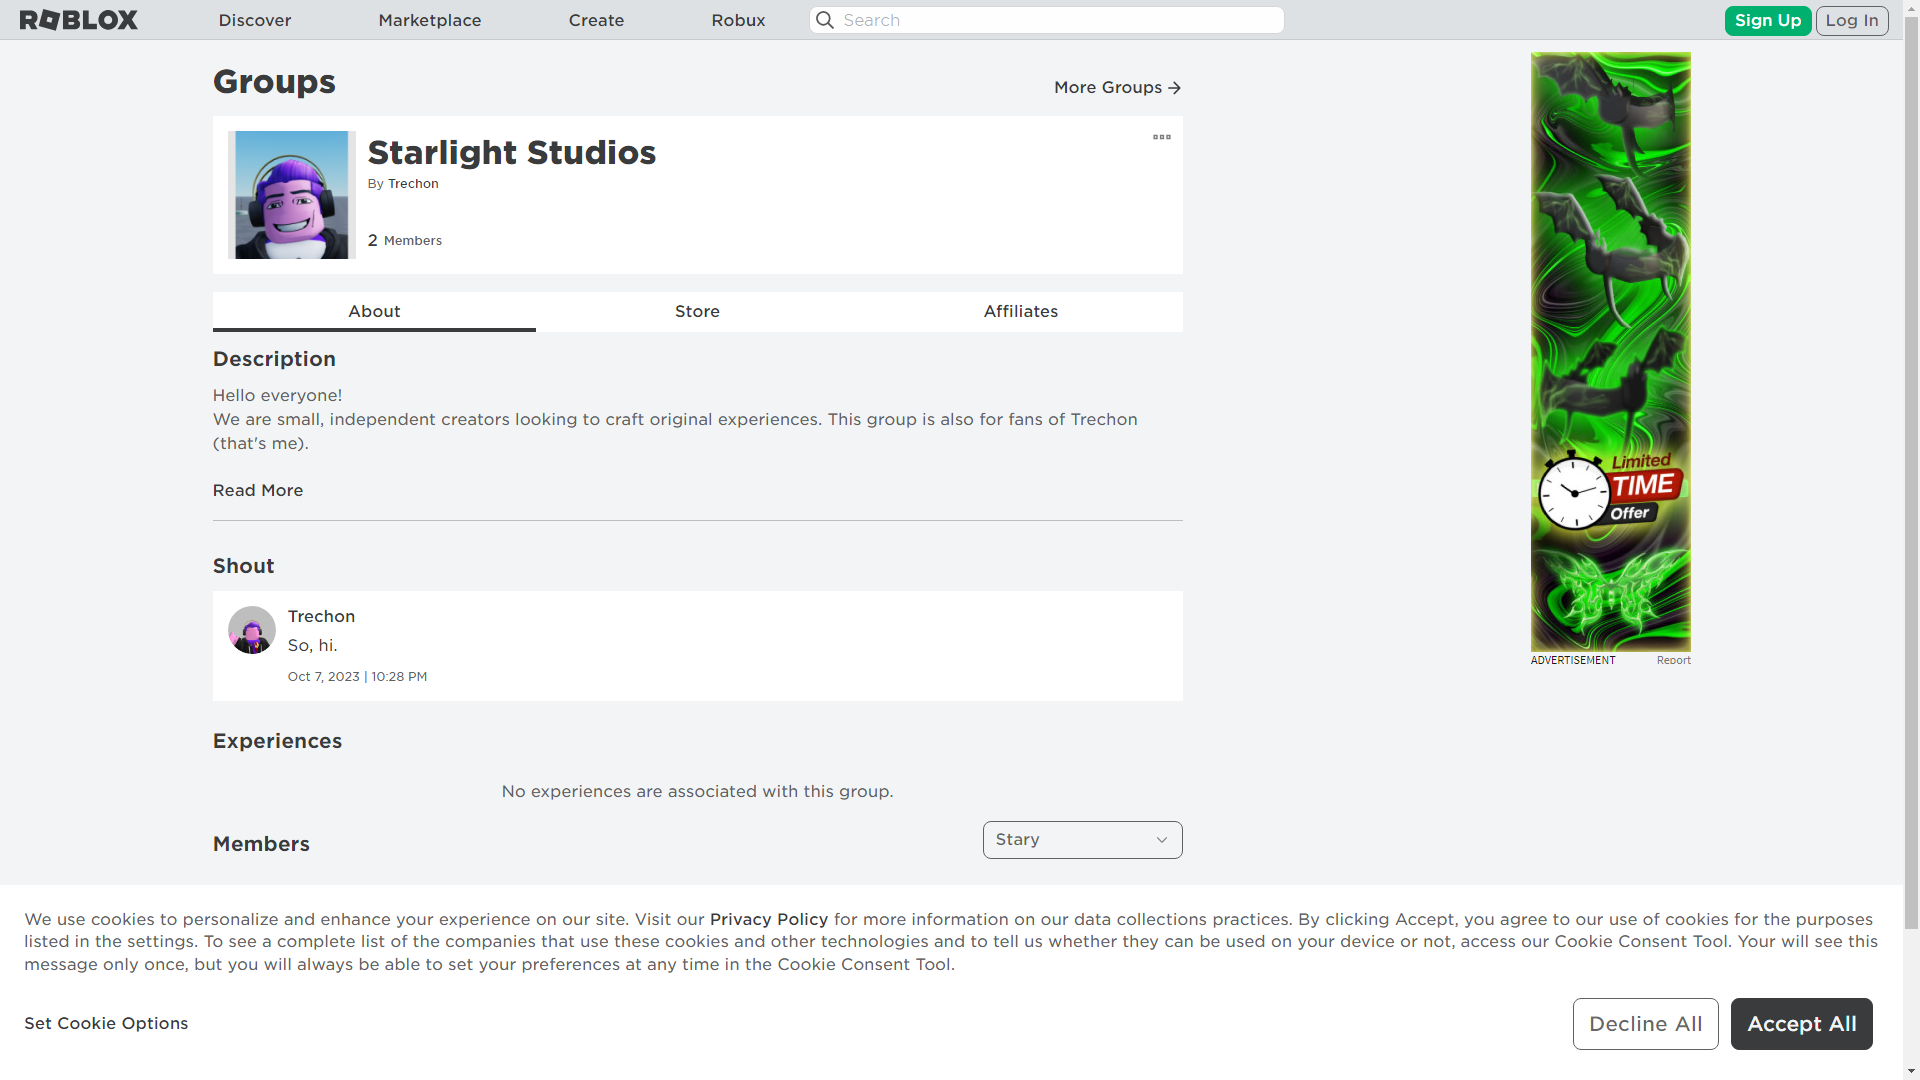 ROBLOX
Discover
Marketplace
Create
Robux
Search
Sign Up
Log In
Groups
More Groups
Starlight Studios
By Trechon
2 Members
About
Store
Affiliates
Description
Hello everyone!
We are small, independent creators looking to craft original experiences. This group is also for fans of Trechon
(that's me).
Read More
Shout
Trechon
So, hi.
Oct 7, 2023 | 10:28 PM
Experiences
No experiences are associated with this group.
Members
Stary
Limited
TIME
Offer
ADVERTISEMENT
Report
We use cookies to personalize and enhance your experience on our site. Visit our Privacy Policy for more information on our data collections practices. By clicking Accept, you agree to our use of cookies for the purposes
listed in the settings. To see a complete list of the companies that use these cookies and other technologies and to tell us whether they can be used on your device or not, access our Cookie Consent Tool. Your will see this
message only once, but you will always be able to set your preferences at any time in the Cookie Consent Tool.
Set Cookie Options
Decline All
Accept All